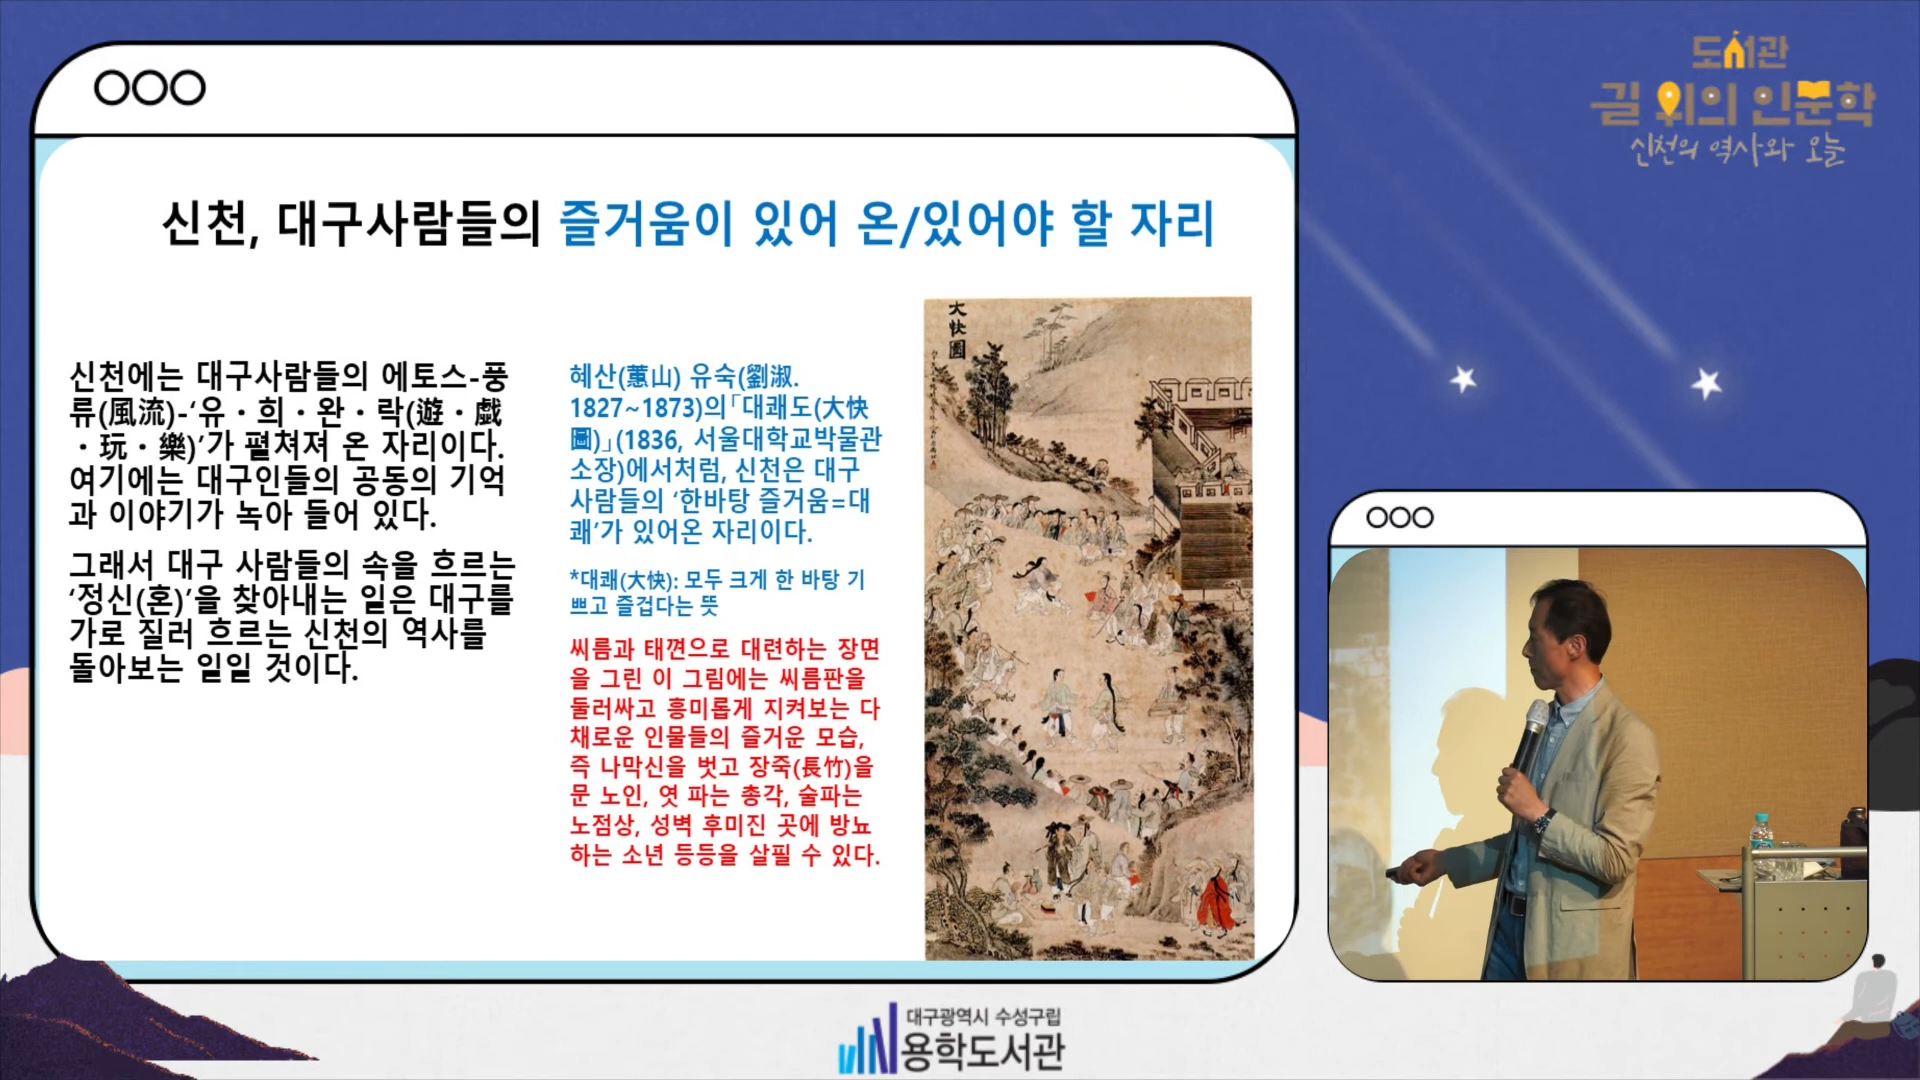 도서관
길 위의 인문학
신천의 역사와 오늘
신천, 대구사람들의 즐거움이 있어 온/있어야 할 자리
신천에는 대구사람들의 에토스-풍
류(風流)-‘유·희·완·락(遊·戲
·玩·樂)’가 펼쳐져 온 자리이다.
여기에는 대구인들의 공동의 기억
과 이야기가 녹아 들어 있다.
그래서 대구 사람들의 속을 흐르는
‘정신(혼)’을 찾아내는 일은 대구를
가로 질러 흐르는 신천의 역사를
돌아보는 일일 것이다.
혜산(蕙山) 유숙(劉淑.
1827~1873)의「대쾌도(大快
圖)」(1836, 서울대학교박물관
소장)에서처럼, 신천은 대구
사람들의 ‘한바탕 즐거움=대
쾌’가 있어온 자리이다.
*대쾌(大快): 모두 크게 한 바탕 기
쁘고 즐겁다는 뜻
씨름과 태껸으로 대련하는 장면
을 그린 이 그림에는 씨름판을
둘러싸고 흥미롭게 지켜보는 다
채로운 인물들의 즐거운 모습,
즉 나막신을 벗고 장죽(長竹)을
문 노인, 엿 파는 총각, 술파는
노점상, 성벽 후미진 곳에 방뇨
하는 소년 등등을 살필 수 있다.
大快圖
대구광역시 수성구립
용학도서관